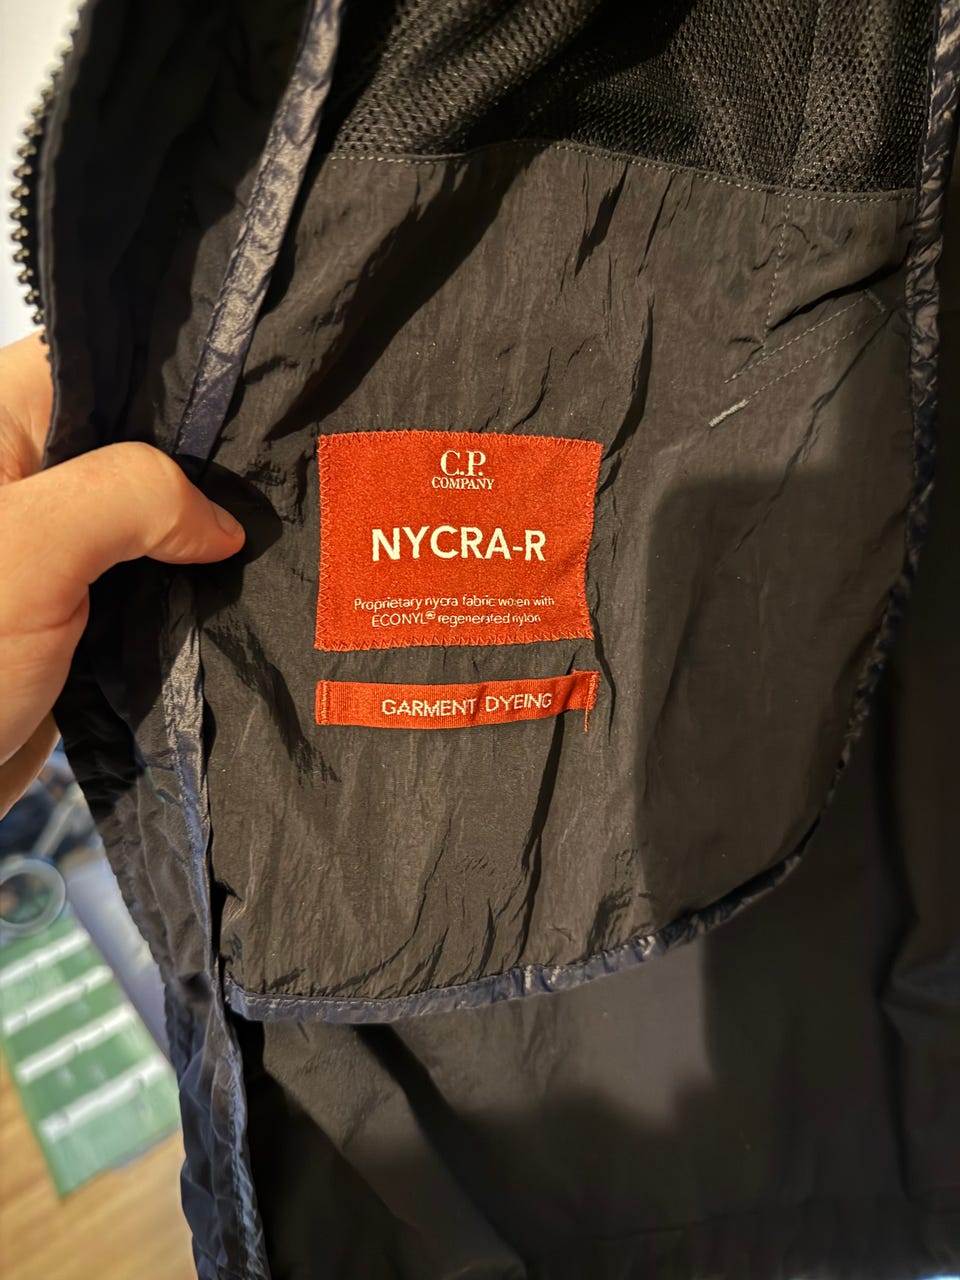 C.P.
COMPANY
NYCRA-R
Proprietary nycra fabric woven with
ECONYL® regenerated nylon
GARMENT DYEING